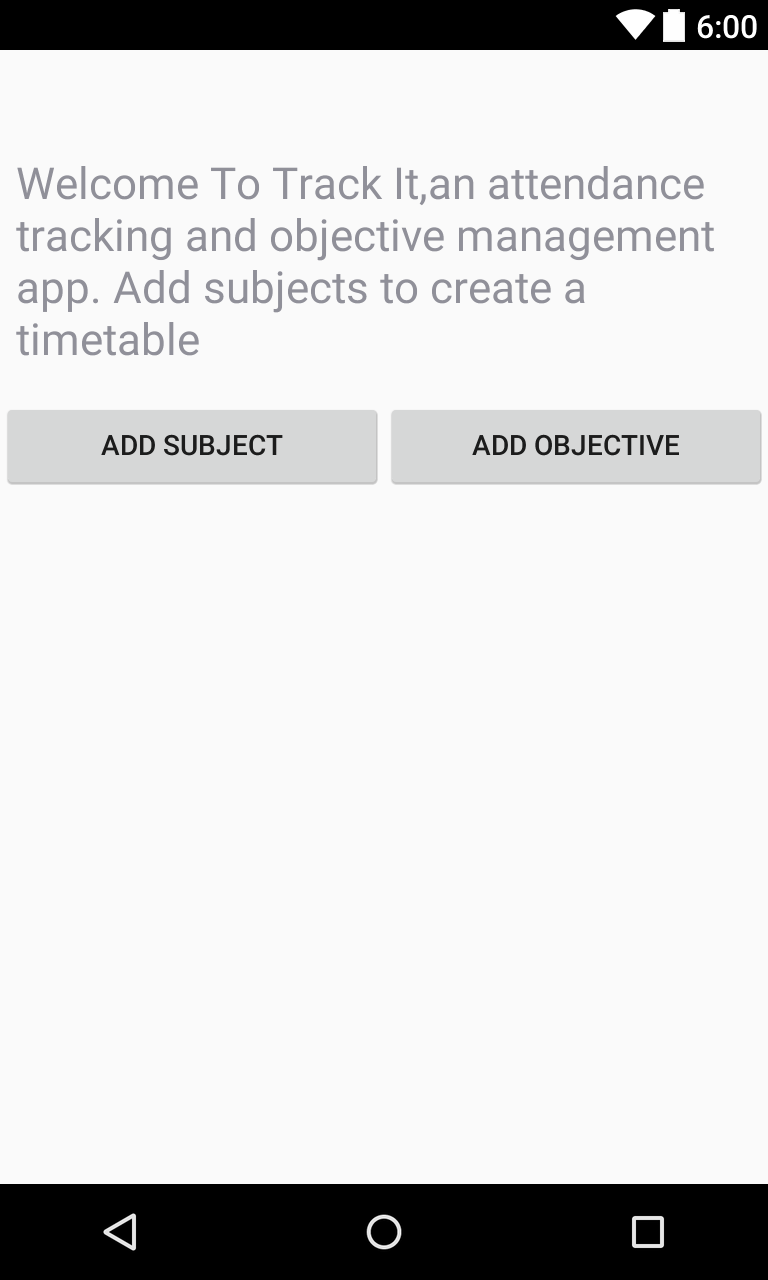 6:00
Welcome To Track It,an attendance
tracking and objective management
app. Add subjects to create a
timetable
ADD SUBJECT
ADD OBJECTIVE